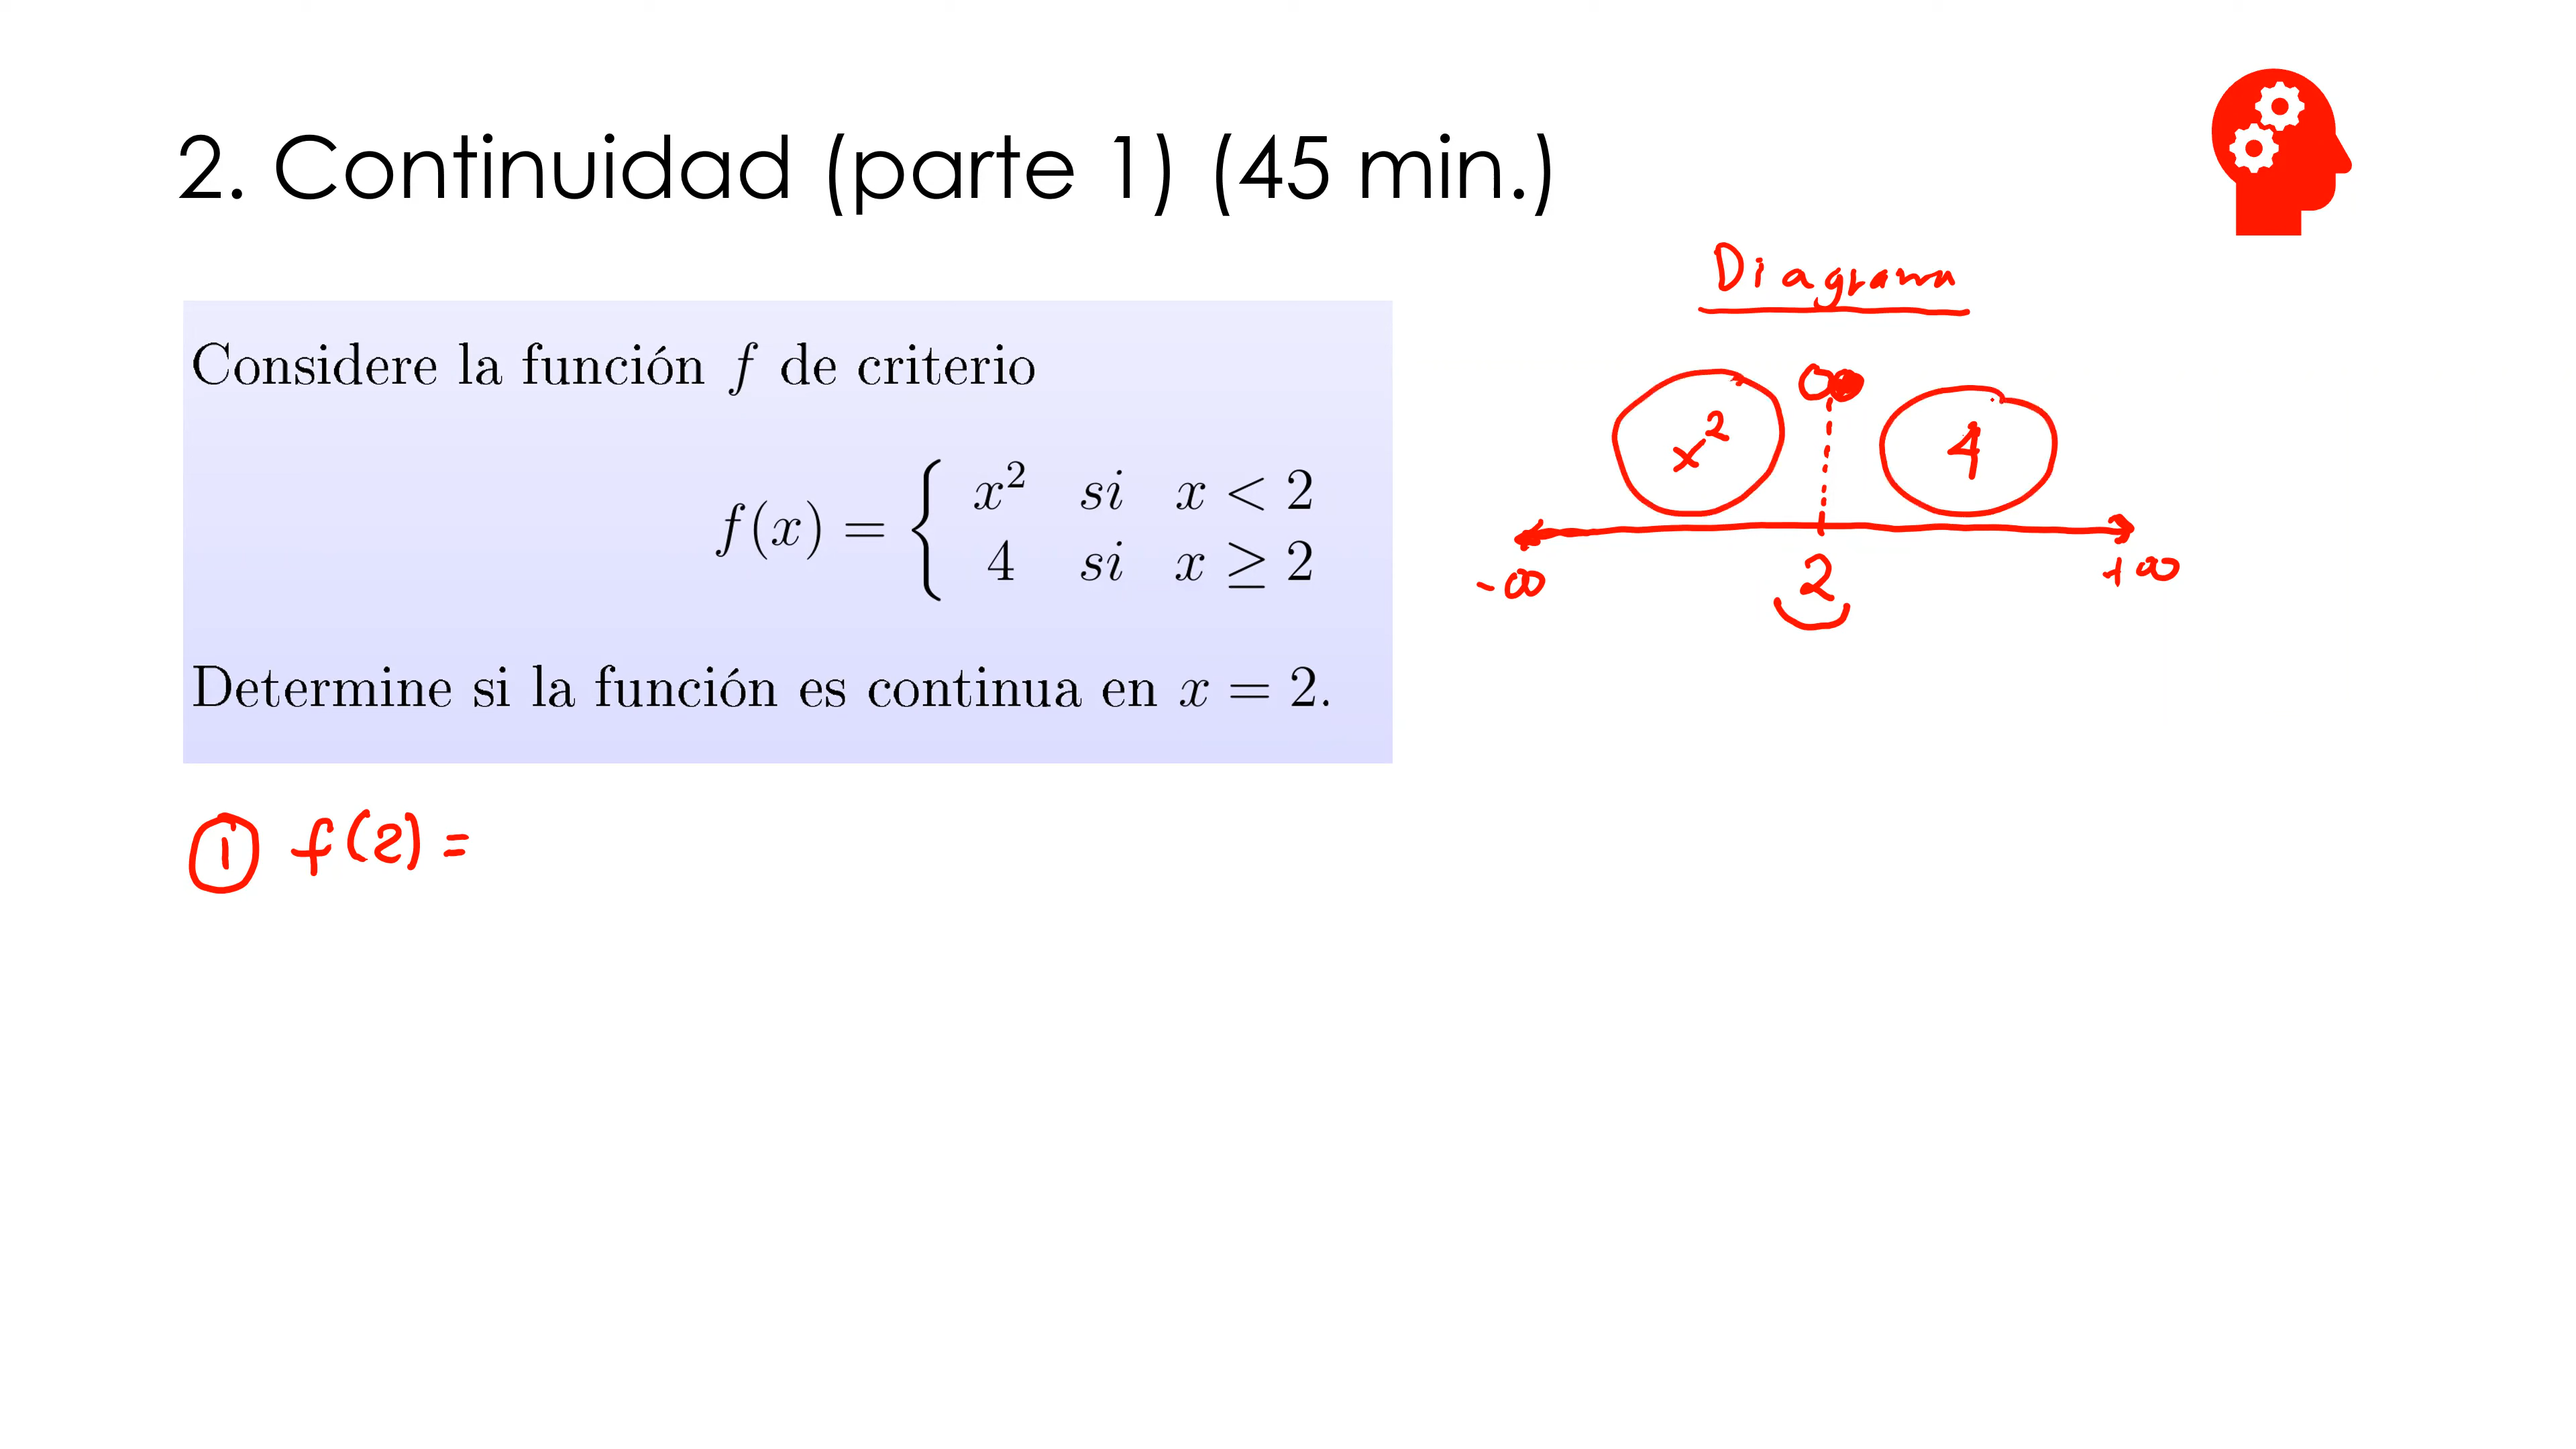 2. Continuidad (parte 1) (45 min.)
Diagrama
Considere la función f de criterio
f(x) = { x² si x < 2
4 si x ≥ 2
Determine si la función es continua en x = 2.
x² 4
-∞ 2 +∞
① f(2) =